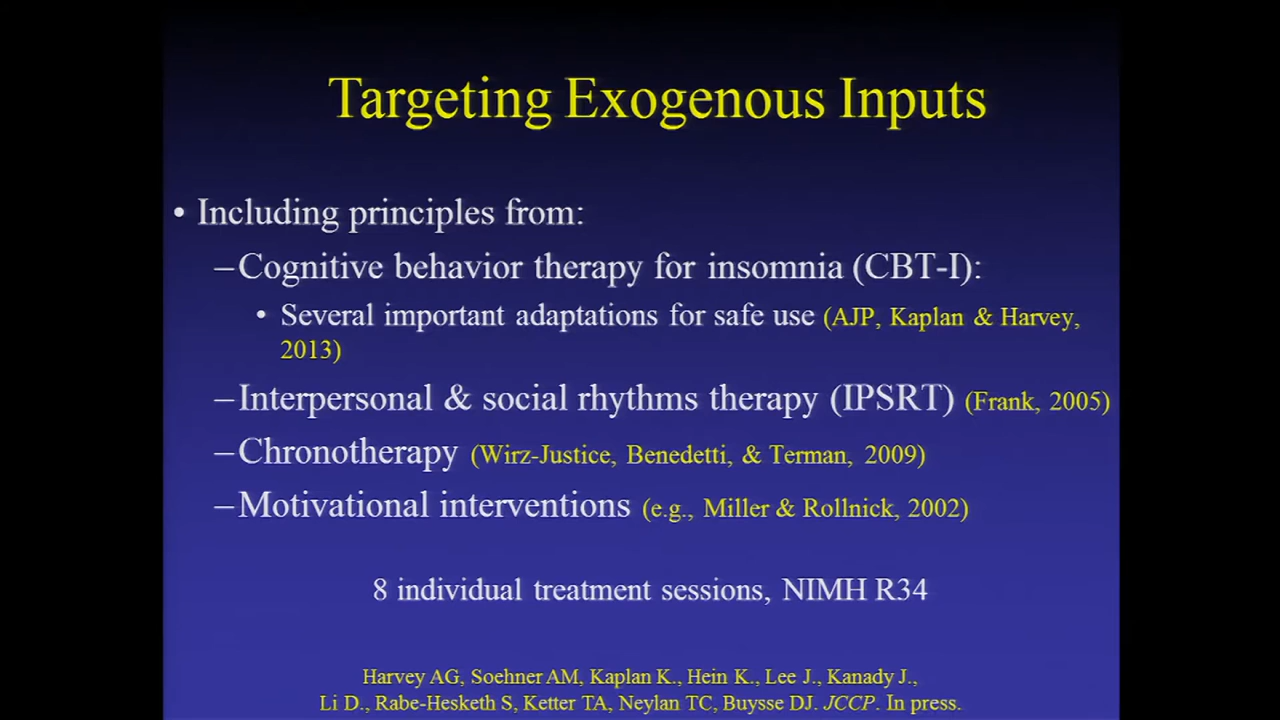 Targeting Exogenous Inputs
• Including principles from:
–Cognitive behavior therapy for insomnia (CBT-I):
• Several important adaptations for safe use (AJP, Kaplan & Harvey,
2013)
–Interpersonal & social rhythms therapy (IPSRT) (Frank, 2005)
–Chronotherapy (Wirz-Justice, Benedetti, & Terman, 2009)
–Motivational interventions (e.g., Miller & Rollnick, 2002)
8 individual treatment sessions, NIMH R34
Harvey AG, Soehner AM, Kaplan K., Hein K., Lee J., Kanady J.,
Li D., Rabe-Hesketh S, Ketter TA, Neylan TC, Buysse DJ. JCCP. In press.